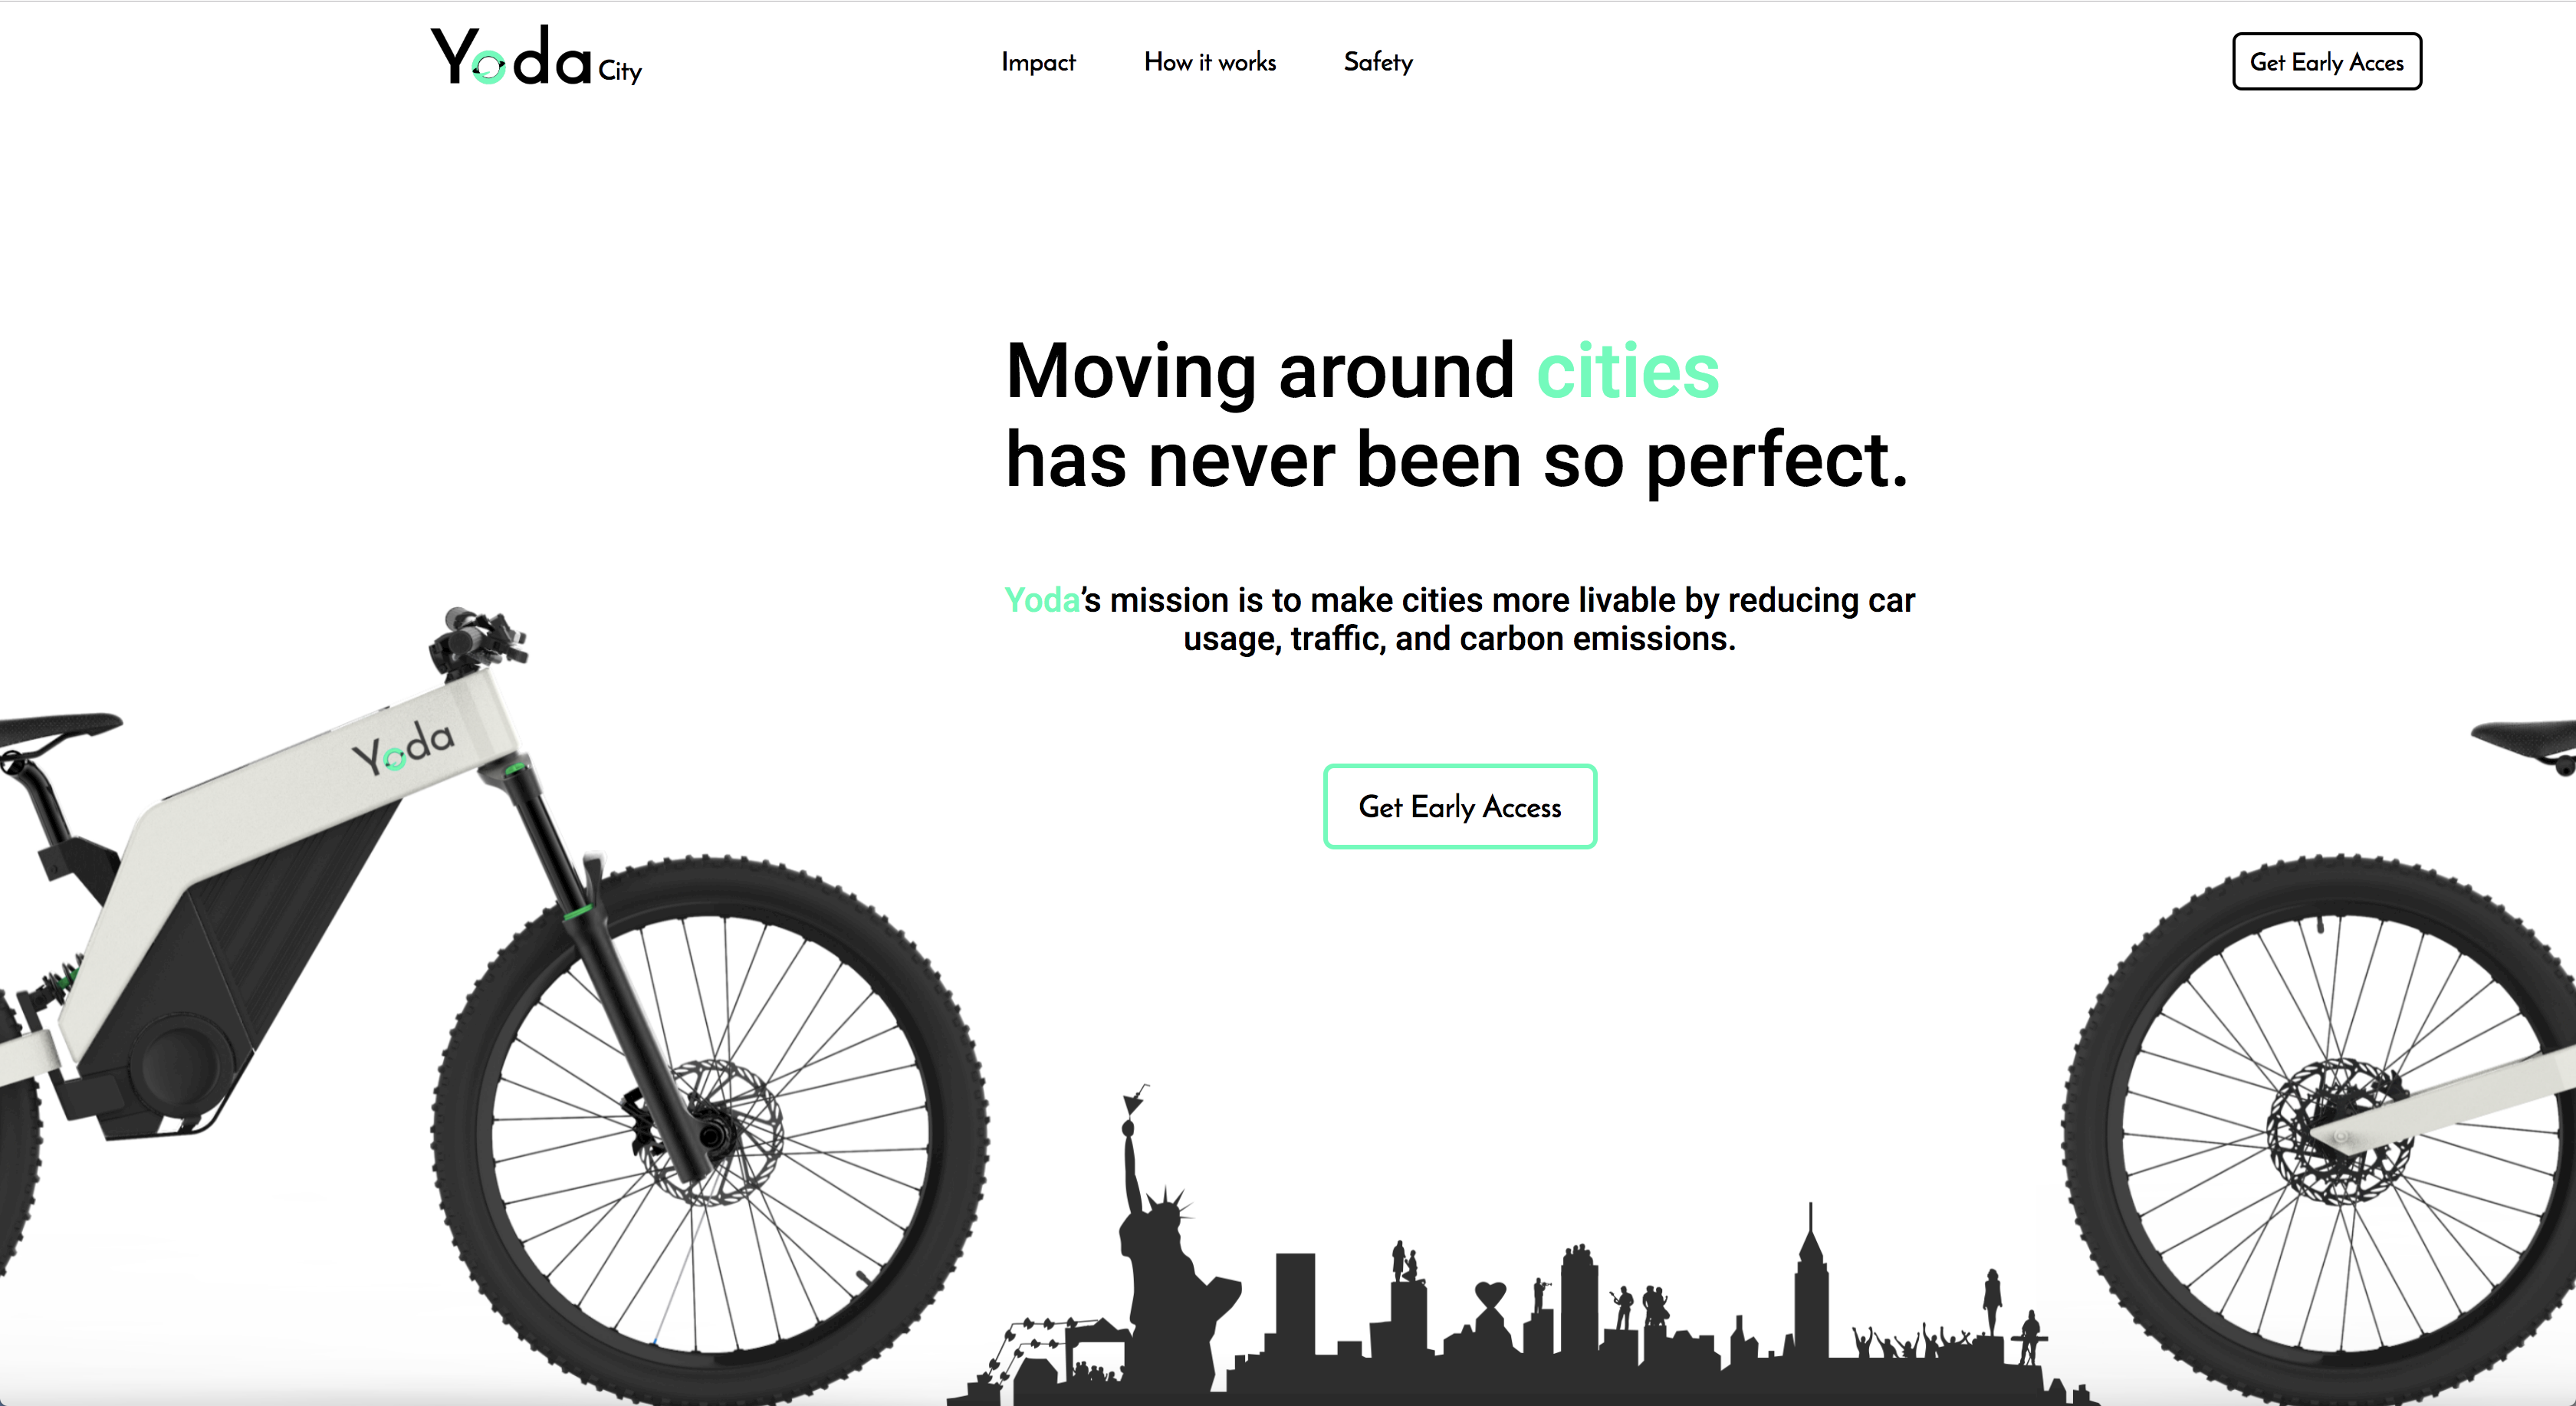 Yoda City
Impact
How it works
Safety
Get Early Acces
Moving around cities
has never been so perfect.
Yoda’s mission is to make cities more livable by reducing car
usage, traffic, and carbon emissions.
Yoda
Get Early Access